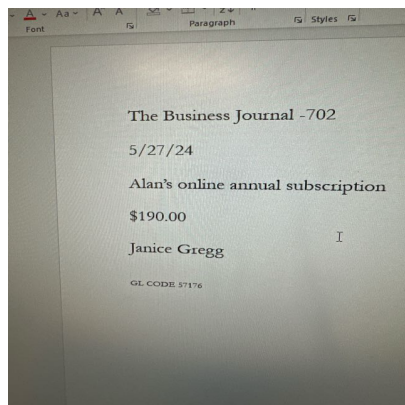 A Aa A A
Font
Paragraph
Styles
The Business Journal -702
5/27/24
Alan's online annual subscription
$190.00
Janice Gregg
GL CODE 57176